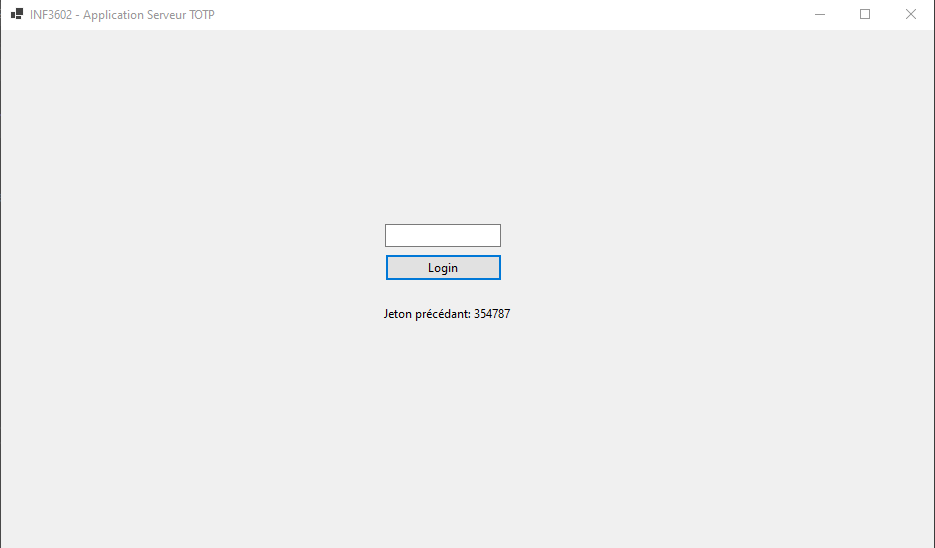 INF3602 - Application Serveur TOTP
Login
Jeton précédant: 354787